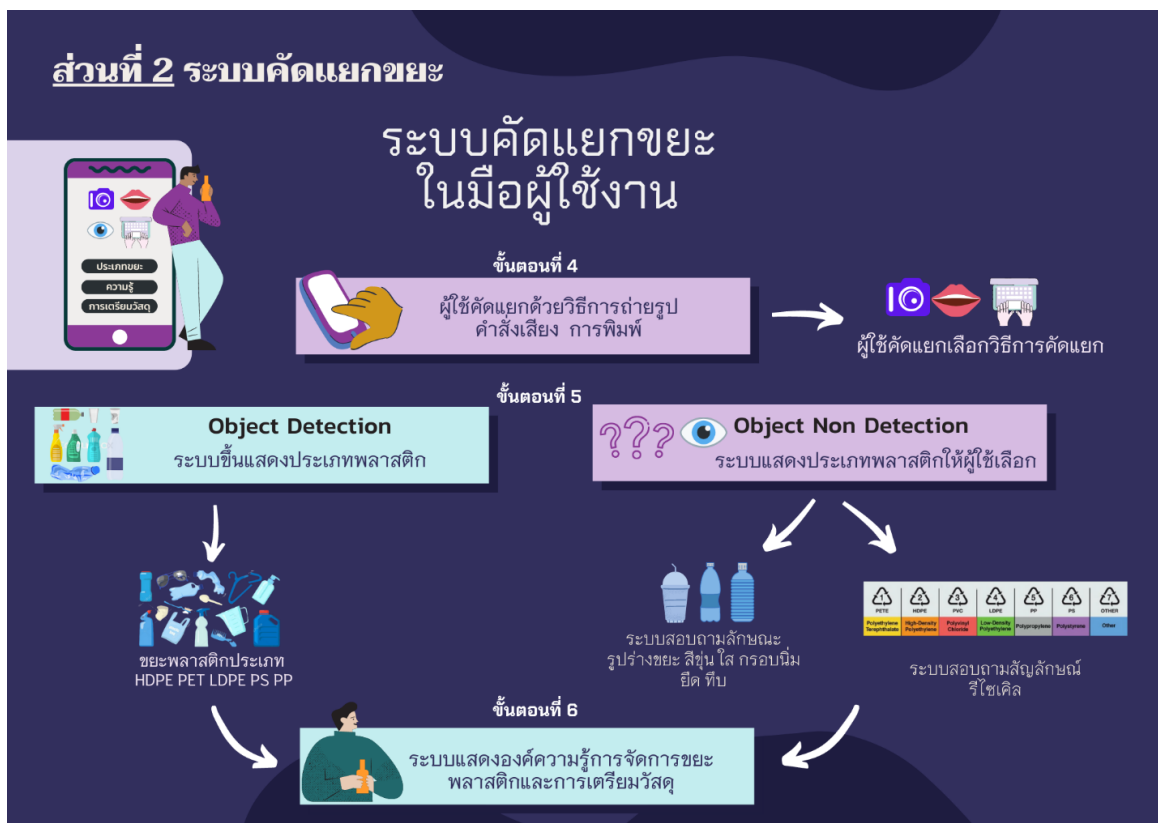 ส่วนที่ 2 ระบบคัดแยกขยะ
ระบบคัดแยกขยะ
ในมือผู้ใช้งาน
ประเภทขยะ
ความรู้
การเตรียมวัสดุ
ขั้นตอนที่ 4
ผู้ใช้คัดแยกด้วยวิธีการถ่ายรูป
คำสั่งเสียง การพิมพ์
ผู้ใช้คัดแยกเลือกวิธีการคัดแยก
ขั้นตอนที่ 5
Object Detection
ระบบขึ้นแสดงประเภทพลาสติก
???
Object Non Detection
ระบบแสดงประเภทพลาสติกให้ผู้ใช้เลือก
ขยะพลาสติกประเภท
HDPE PET LDPE PS PP
ระบบสอบถามลักษณะ
รูปร่างขยะ สีขุ่น ใส กรอบนิ่ม
ยืด ทึบ
1 2 3 4 5 6 7
PETE HDPE PVC LDPE PP PS OTHER
Polyethylene Terephthalate High-Density Polyethylene Polyvinyl Chloride Low-Density Polyethylene Polypropylene Polystyrene Other
ระบบสอบถามสัญลักษณ์
รีไซเคิล
ขั้นตอนที่ 6
ระบบแสดงองค์ความรู้การจัดการขยะ
พลาสติกและการเตรียมวัสดุ